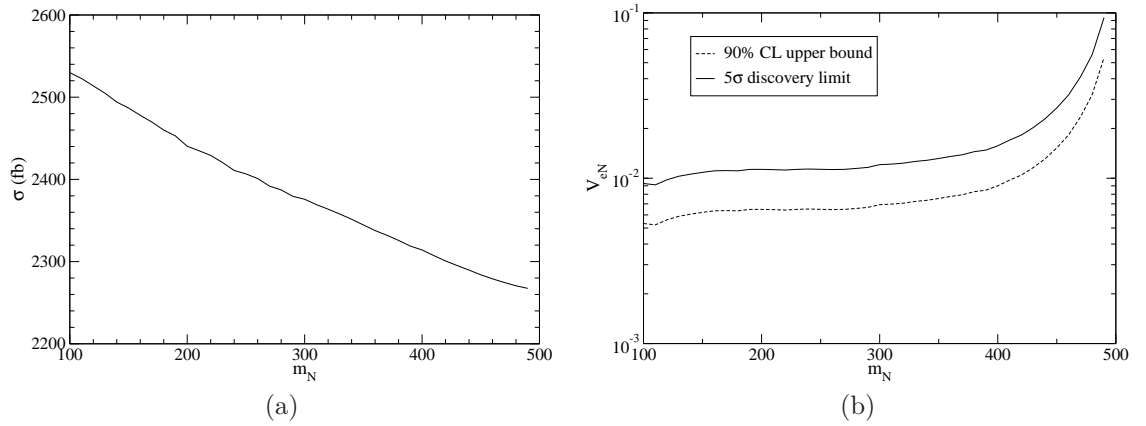 2600
2500
2400
2300
2200
σ (fb)
100 200 300 400 500
m_N
(a)
10^-1
10^-2
10^-3
V_eN
90% CL upper bound
5σ discovery limit
100 200 300 400 500
m_N
(b)